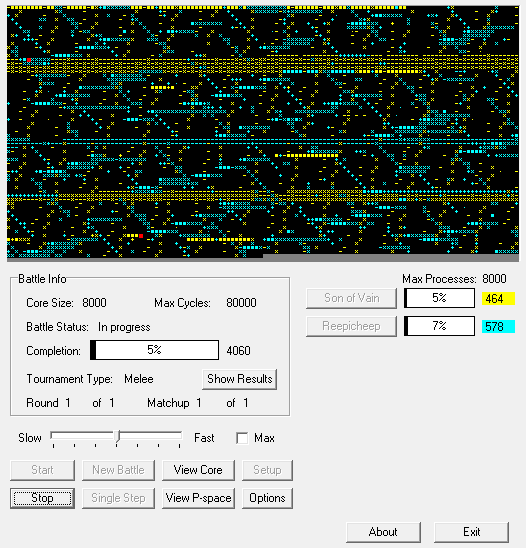 Battle Info
Core Size: 8000 Max Cycles: 80000
Battle Status: In progress
Completion: 5% 4060
Tournament Type: Melee Show Results
Round 1 of 1 Matchup 1 of 1
Max Processes: 8000
Son of Vain 5% 464
Reepicheep 7% 578
Slow Fast Max
Start New Battle View Core Setup
Stop Single Step View P-space Options
About Exit